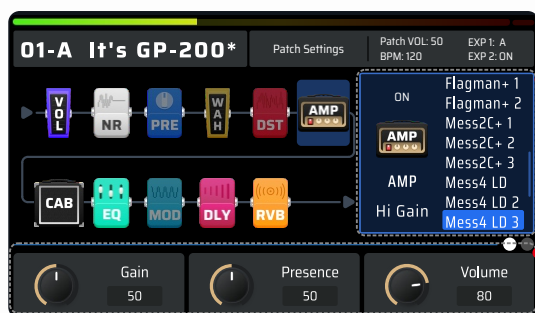 01-A It's GP-200*
Patch Settings
Patch VOL: 50
BPM: 120
EXP 1: A
EXP 2: ON
VOL
NR
PRE
WAH
DST
AMP
CAB
EQ
MOD
DLY
RVB
ON
AMP
AMP
Hi Gain
Flagman+ 1
Flagman+ 2
Mess2C+ 1
Mess2C+ 2
Mess2C+ 3
Mess4 LD
Mess4 LD 2
Mess4 LD 3
Gain
50
Presence
50
Volume
80